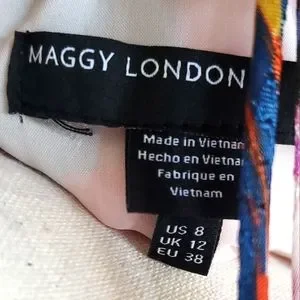 MAGGY LONDON
Made in Vietnam
Hecho en Vietnam
Fabrique en
Vietnam
US 8
UK 12
EU 38